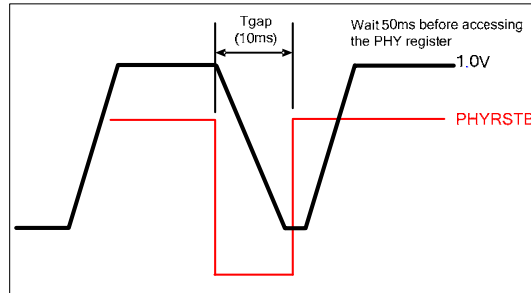 Tgap
(10ms)
Wait 50ms before accessing
the PHY register
1.0V
PHYRSTB